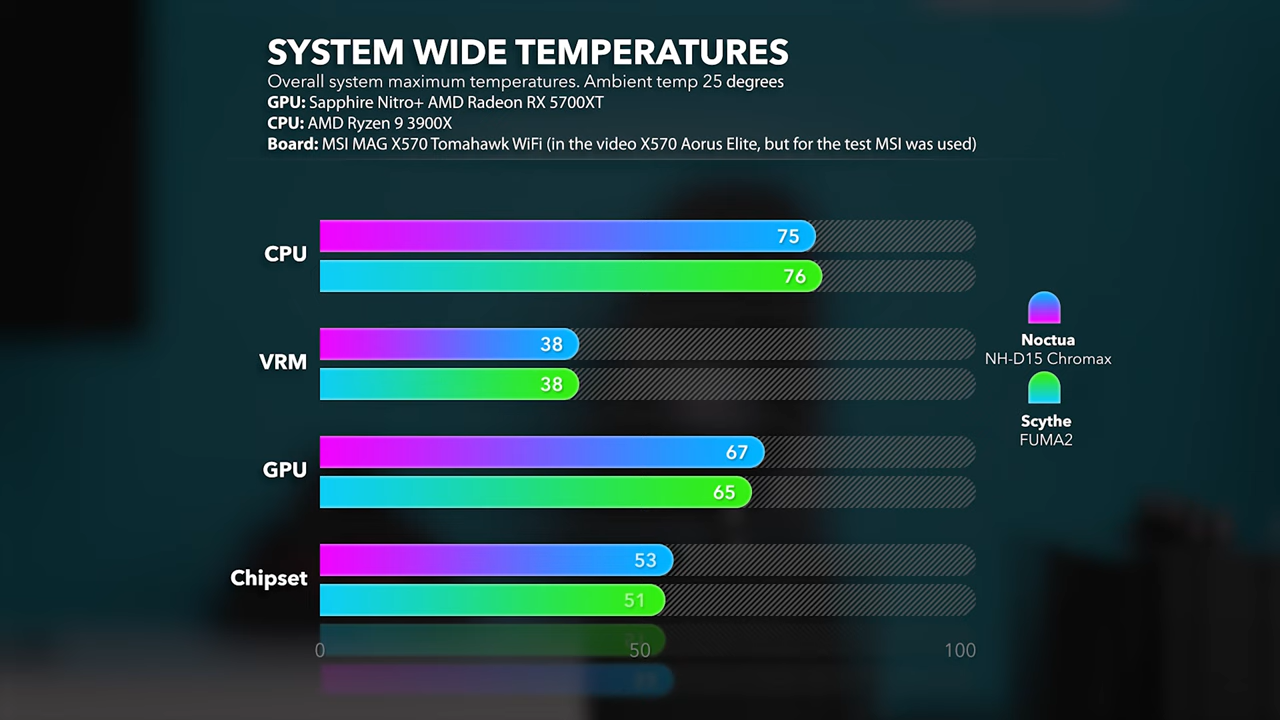 SYSTEM WIDE TEMPERATURES
Overall system maximum temperatures. Ambient temp 25 degrees
GPU: Sapphire Nitro+ AMD Radeon RX 5700XT
CPU: AMD Ryzen 9 3900X
Board: MSI MAG X570 Tomahawk WiFi (in the video X570 Aorus Elite, but for the test MSI was used)
CPU
75
76
VRM
38
38
GPU
67
65
Chipset
53
51
0 50 100
Noctua
NH-D15 Chromax
Scythe
FUMA2